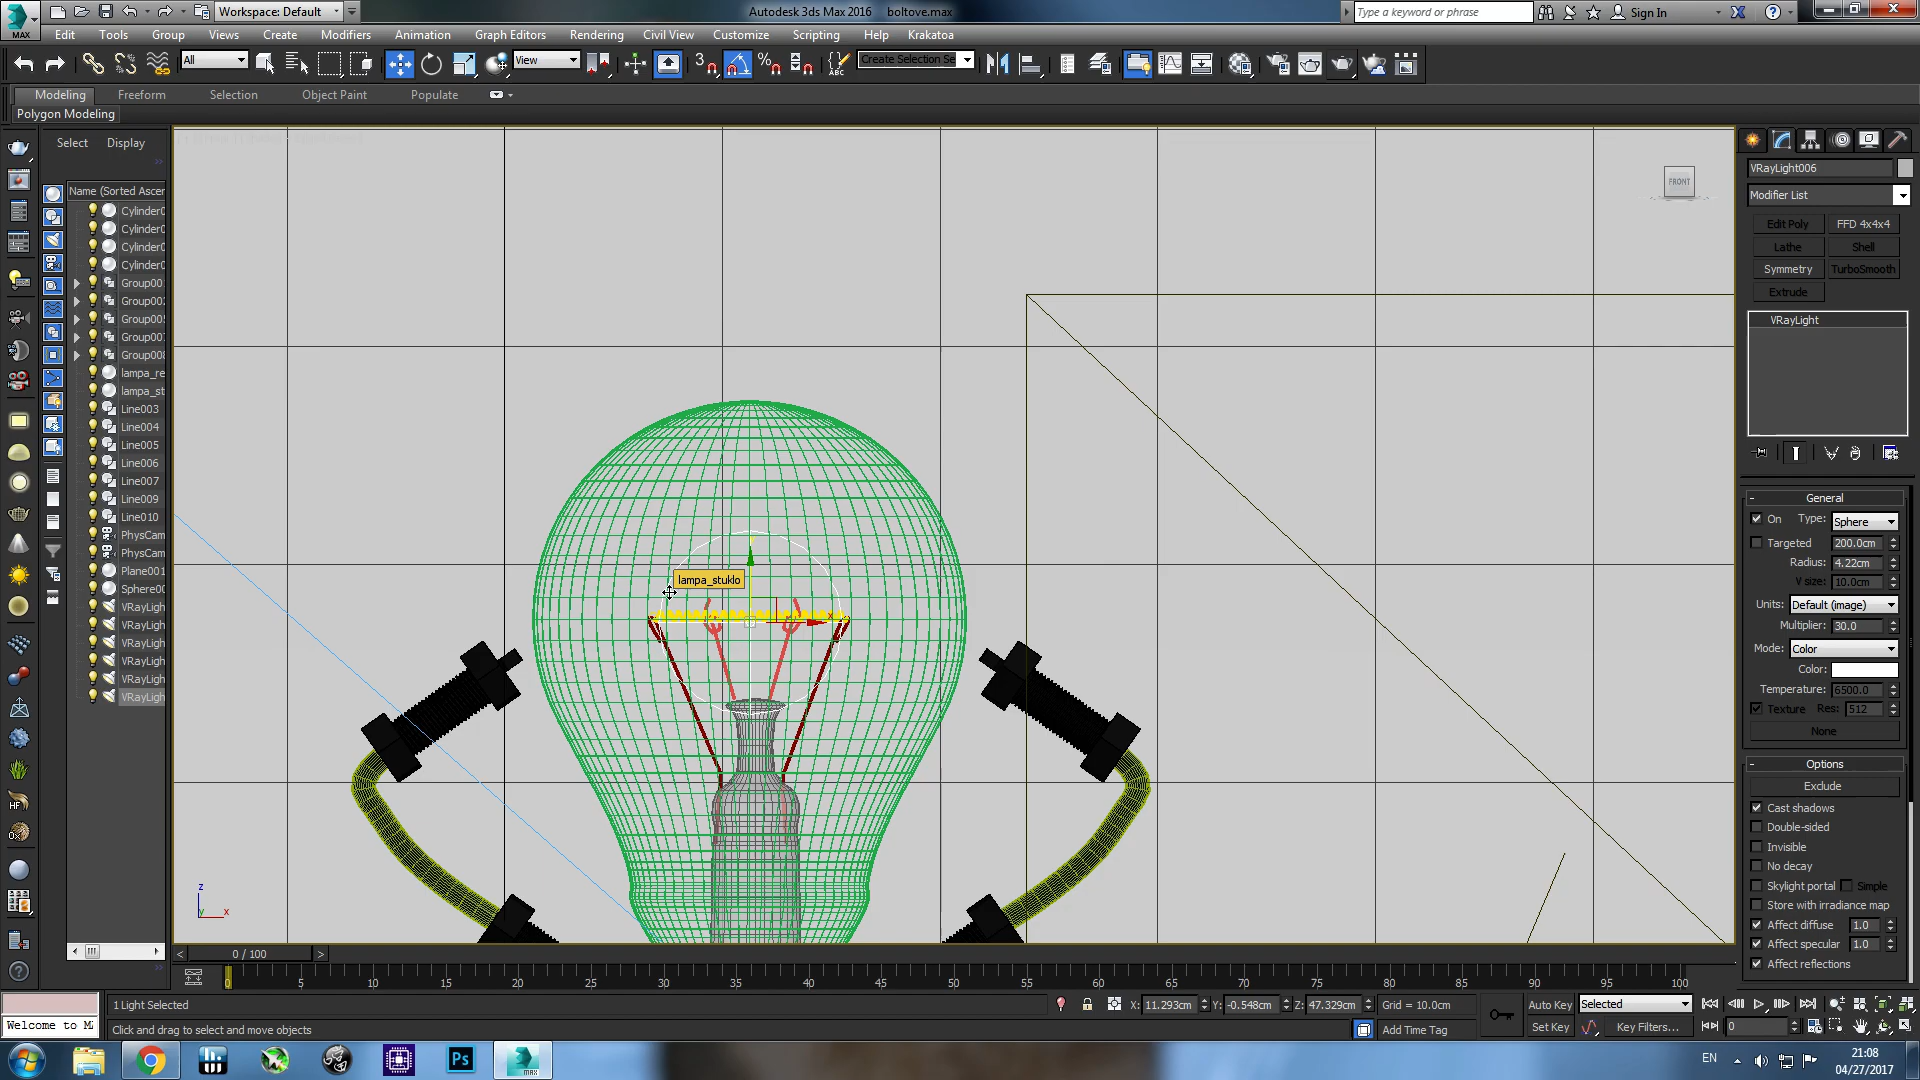 Workspace: Default
Autodesk 3ds Max 2016 boltove.max
Type a keyword or phrase
Sign In
MAX
Edit Tools Group Views Create Modifiers Animation Graph Editors Rendering Civil View Customize Scripting Help Krakatoa
All
View
Create Selection Se
Modeling Freeform Selection Object Paint Populate
Polygon Modeling
Select Display
Name (Sorted Ascer
Cylinder0
Cylinder0
Cylinder0
Cylinder0
Group00
Group002
Group005
Group007
Group008
lampa_re
lampa_st
Line003
Line004
Line005
Line006
Line007
Line009
Line010
PhysCam
PhysCam
Plane001
Sphere00
VRayLigh
VRayLigh
VRayLigh
VRayLigh
VRayLigh
VRayLigh
FRONT
lampa_stuklo
x
z
y x
VRayLight006
Modifier List
Edit Poly FFD 4x4x4
Lathe Shell
Symmetry TurboSmooth
Extrude
VRayLight
- General
On Type: Sphere
Targeted 200.0cm
Radius: 4.22cm
V size: 10.0cm
Units: Default (image)
Multiplier: 30.0
Mode: Color
Color:
Temperature: 6500.0
Texture Res: 512
None
- Options
Exclude
Cast shadows
Double-sided
Invisible
No decay
Skylight portal Simple
Store with irradiance map
Affect diffuse 1.0
Affect specular 1.0
Affect reflections
< 0 / 100 >
0 5 10 15 20 25 30 35 40 45 50 55 60 65 70 75 80 85 90 95 100
1 Light Selected
X: 11.293cm Y: -0.548cm Z: 47.329cm Grid = 10.0cm
Auto Key Selected
Welcome to M
Click and drag to select and move objects
Add Time Tag
Set Key Key Filters... 0
Ps
MAX
EN
21:08
04/27/2017